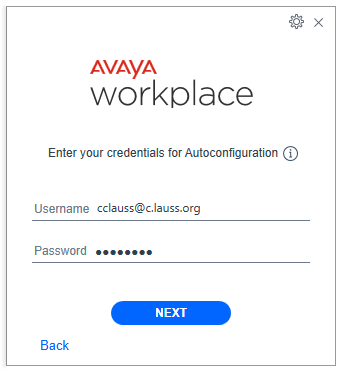 AVAYA
workplace
Enter your credentials for Autoconfiguration
Username cclauss@c.lauss.org
Password ●●●●●●●●
NEXT
Back